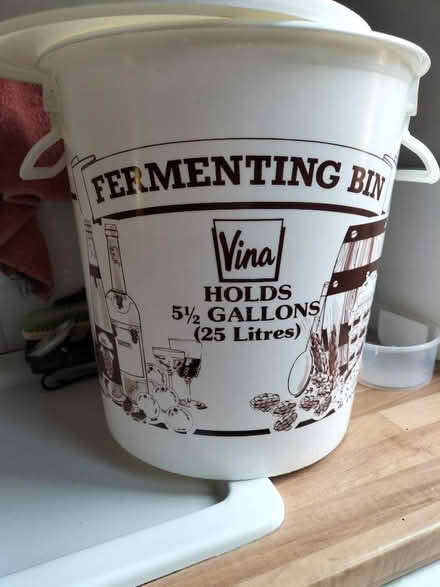 FERMENTING BIN
Vina
HOLDS
5½ GALLONS
(25 Litres)